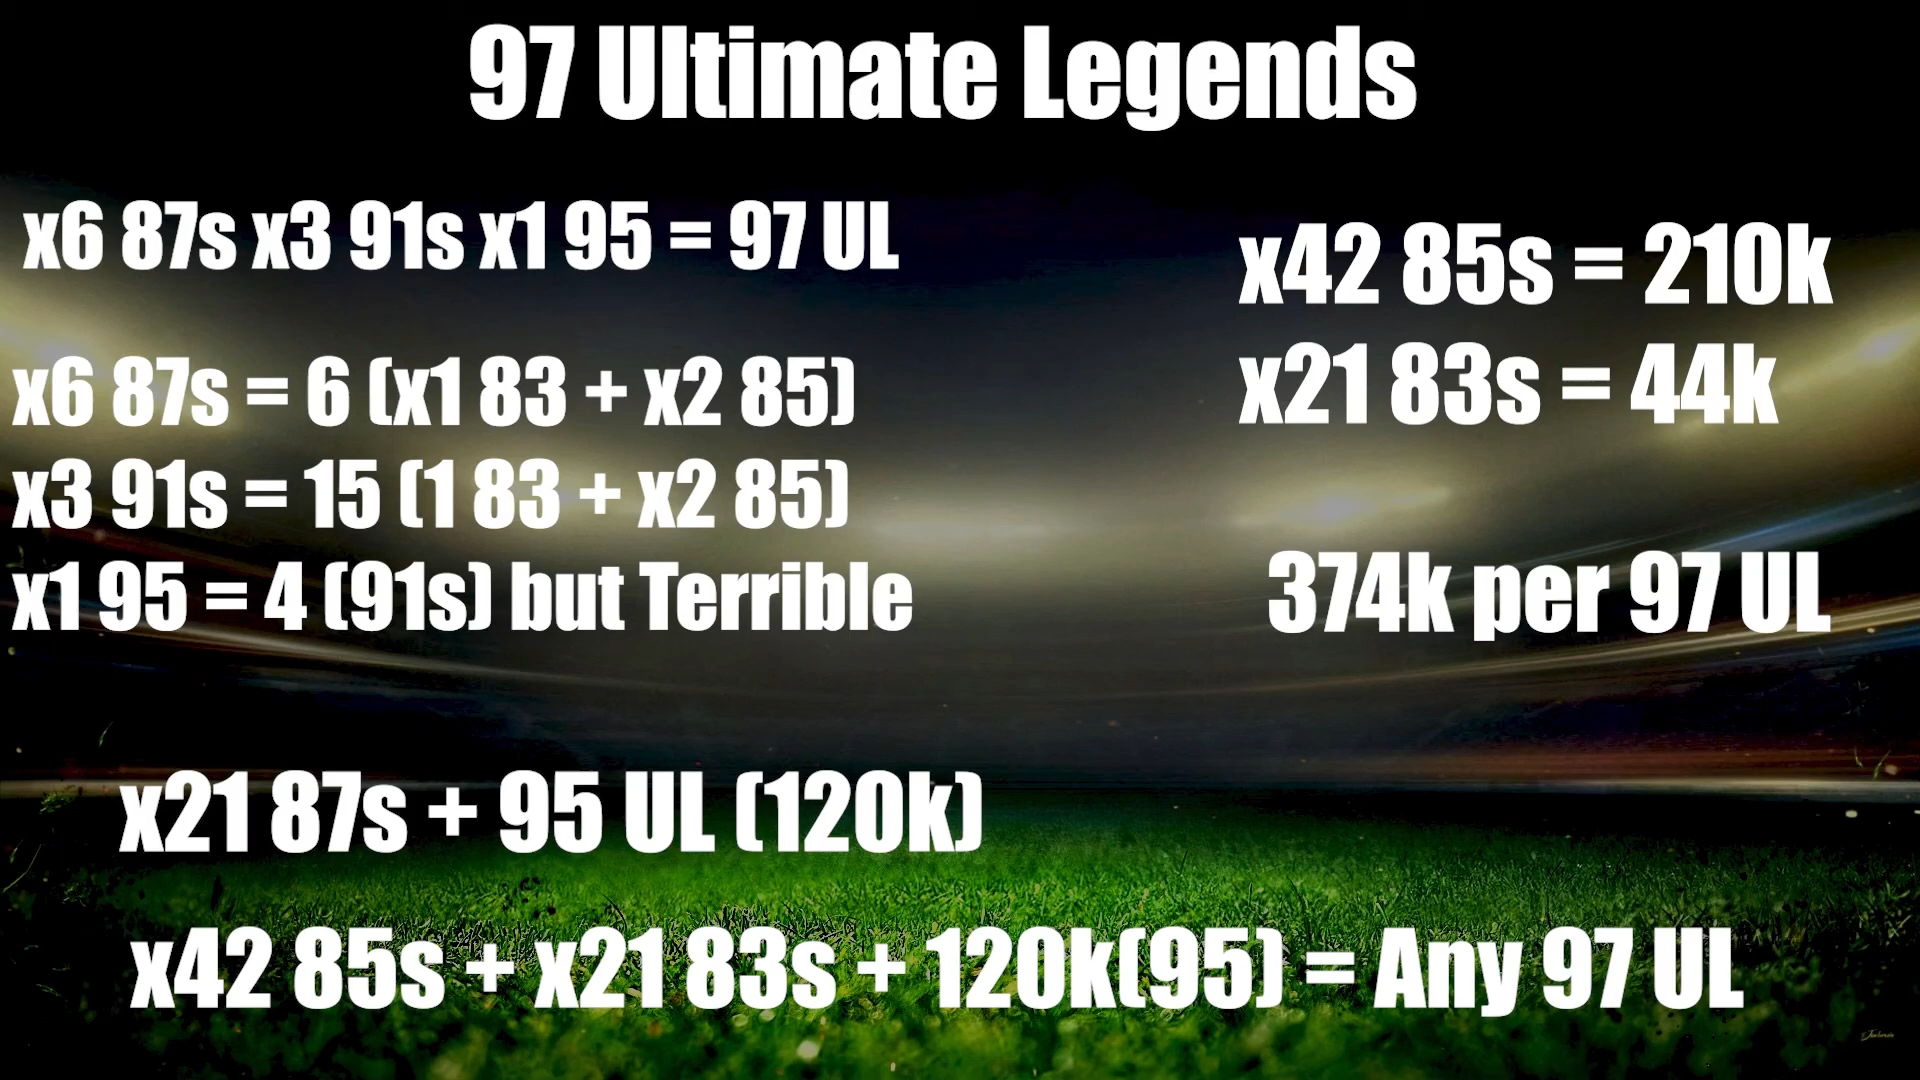 97 Ultimate Legends
x6 87s x3 91s x1 95 = 97 UL
x6 87s = 6 (x1 83 + x2 85)
x3 91s = 15 (1 83 + x2 85)
x1 95 = 4 (91s) but Terrible
x42 85s = 210k
x21 83s = 44k
374k per 97 UL
x21 87s + 95 UL (120k)
x42 85s + x21 83s + 120k(95) = Any 97 UL